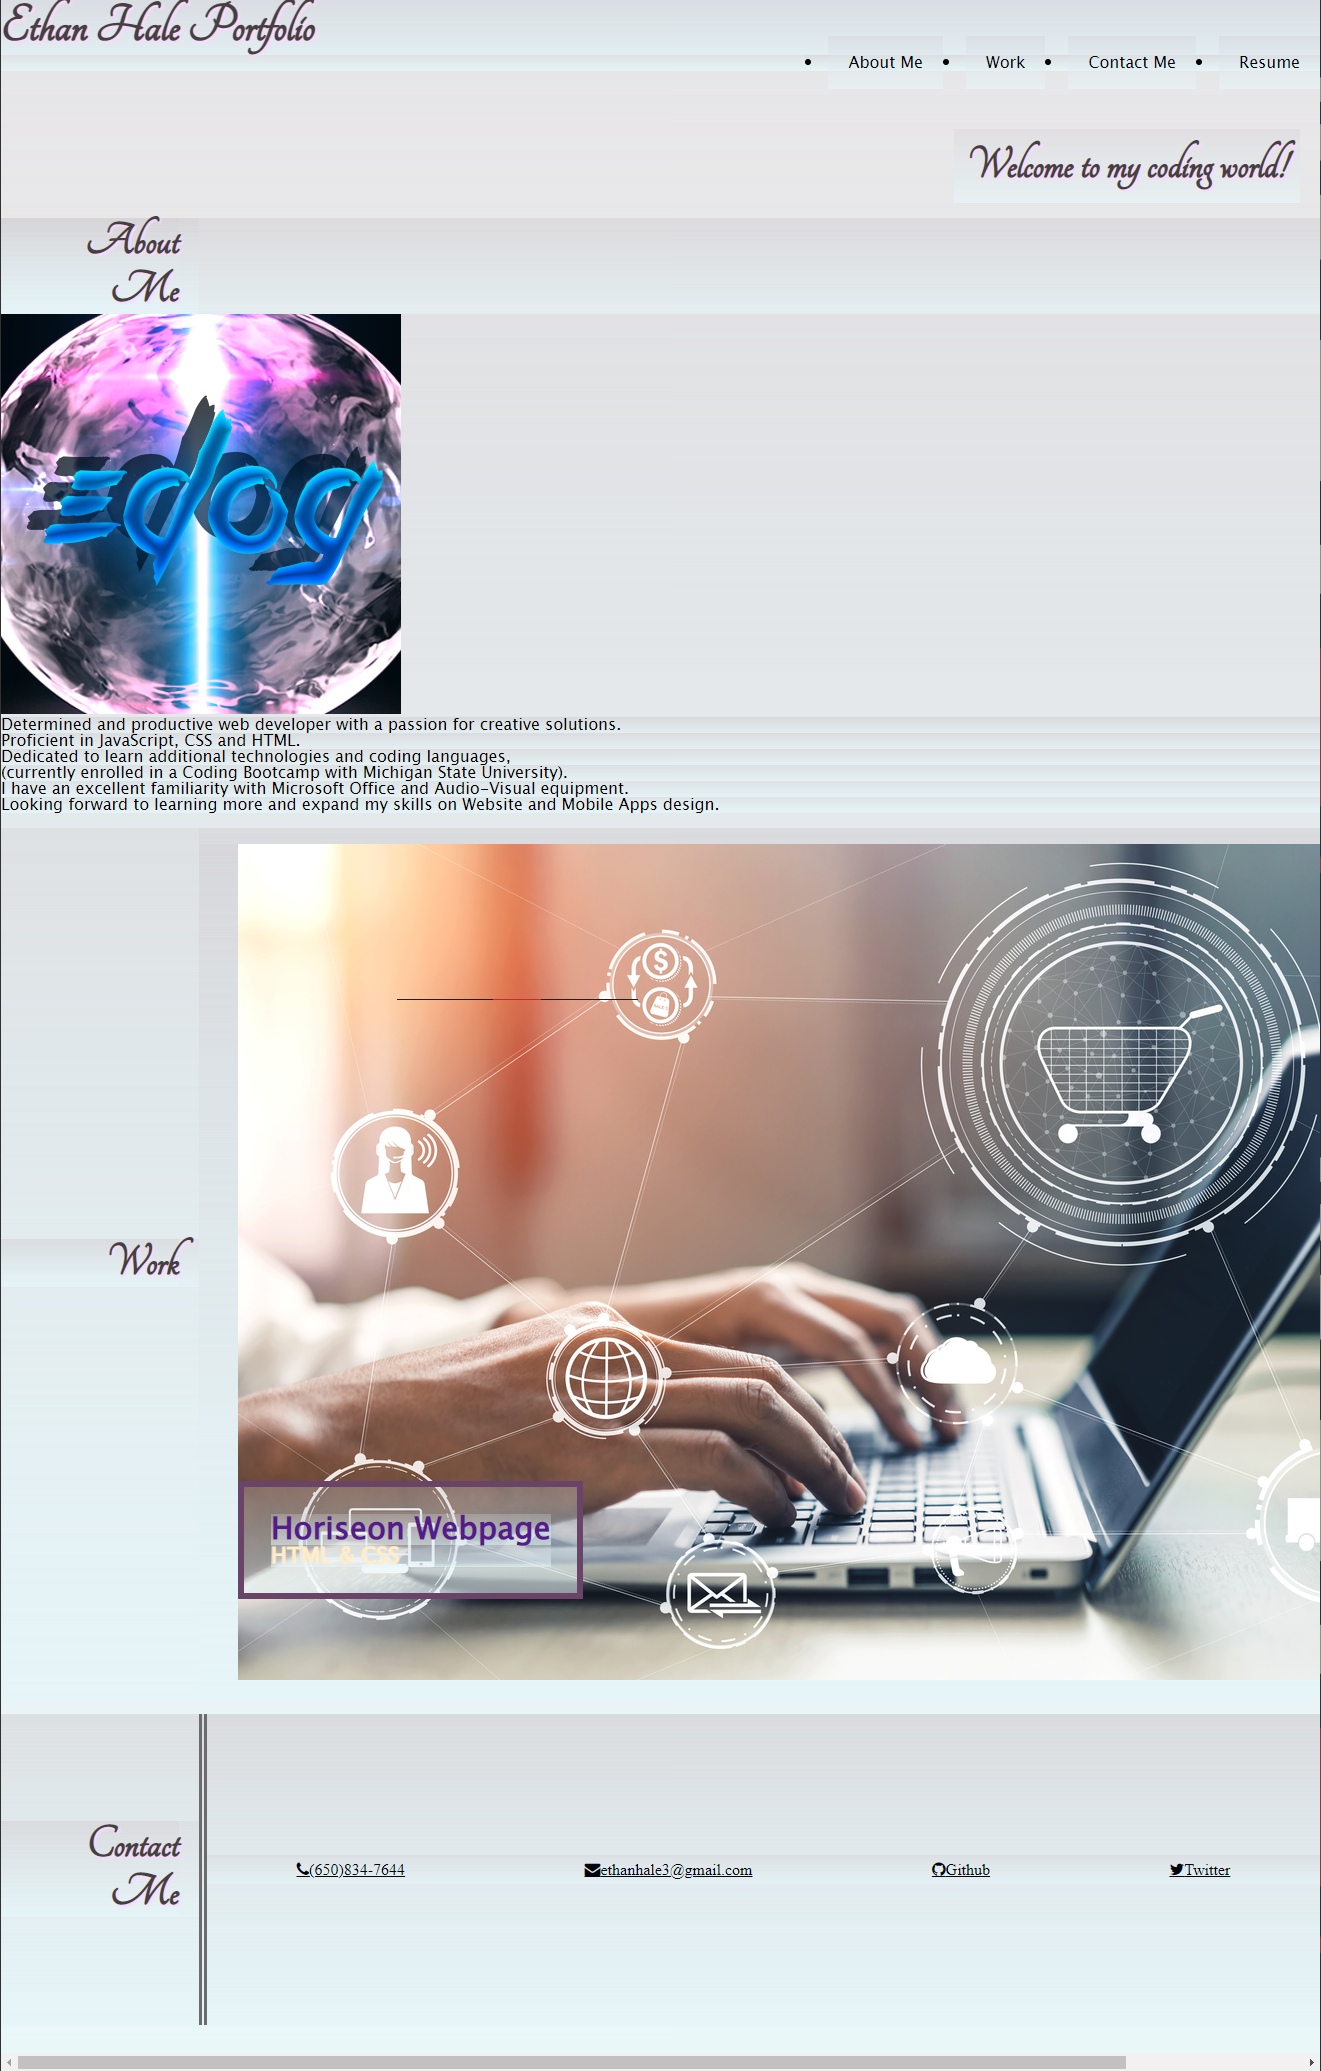 Ethan Hale Portfolio
About Me
Work
Contact Me
Resume
Welcome to my coding world!
About
Me
edog
Determined and productive web developer with a passion for creative solutions.
Proficient in JavaScript, CSS and HTML.
Dedicated to learn additional technologies and coding languages,
(currently enrolled in a Coding Bootcamp with Michigan State University).
I have an excellent familiarity with Microsoft Office and Audio-Visual equipment.
Looking forward to learning more and expand my skills on Website and Mobile Apps design.
Work
Horiseon Webpage
HTML & CSS
Contact
Me
(650)834-7644
ethanhale3@gmail.com
Github
Twitter